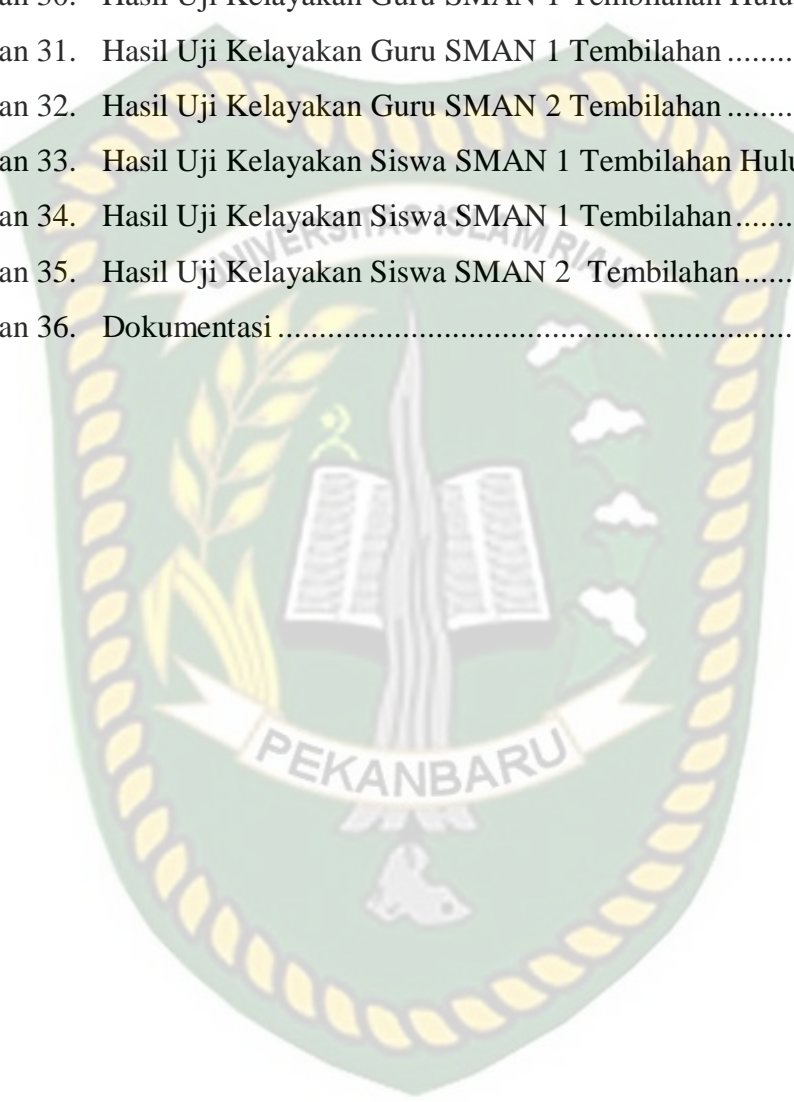 an 30. Hasil Uji Kelayakan Guru SMAN 1 Tembilahan Hulu
an 31. Hasil Uji Kelayakan Guru SMAN 1 Tembilahan ........
an 32. Hasil Uji Kelayakan Guru SMAN 2 Tembilahan ........
an 33. Hasil Uji Kelayakan Siswa SMAN 1 Tembilahan Hulu
an 34. Hasil Uji Kelayakan Siswa SMAN 1 Tembilahan.......
an 35. Hasil Uji Kelayakan Siswa SMAN 2 Tembilahan......
an 36. Dokumentasi.....................................................
UNIVERSITAS ISLAM RIAU
PEKANBARU